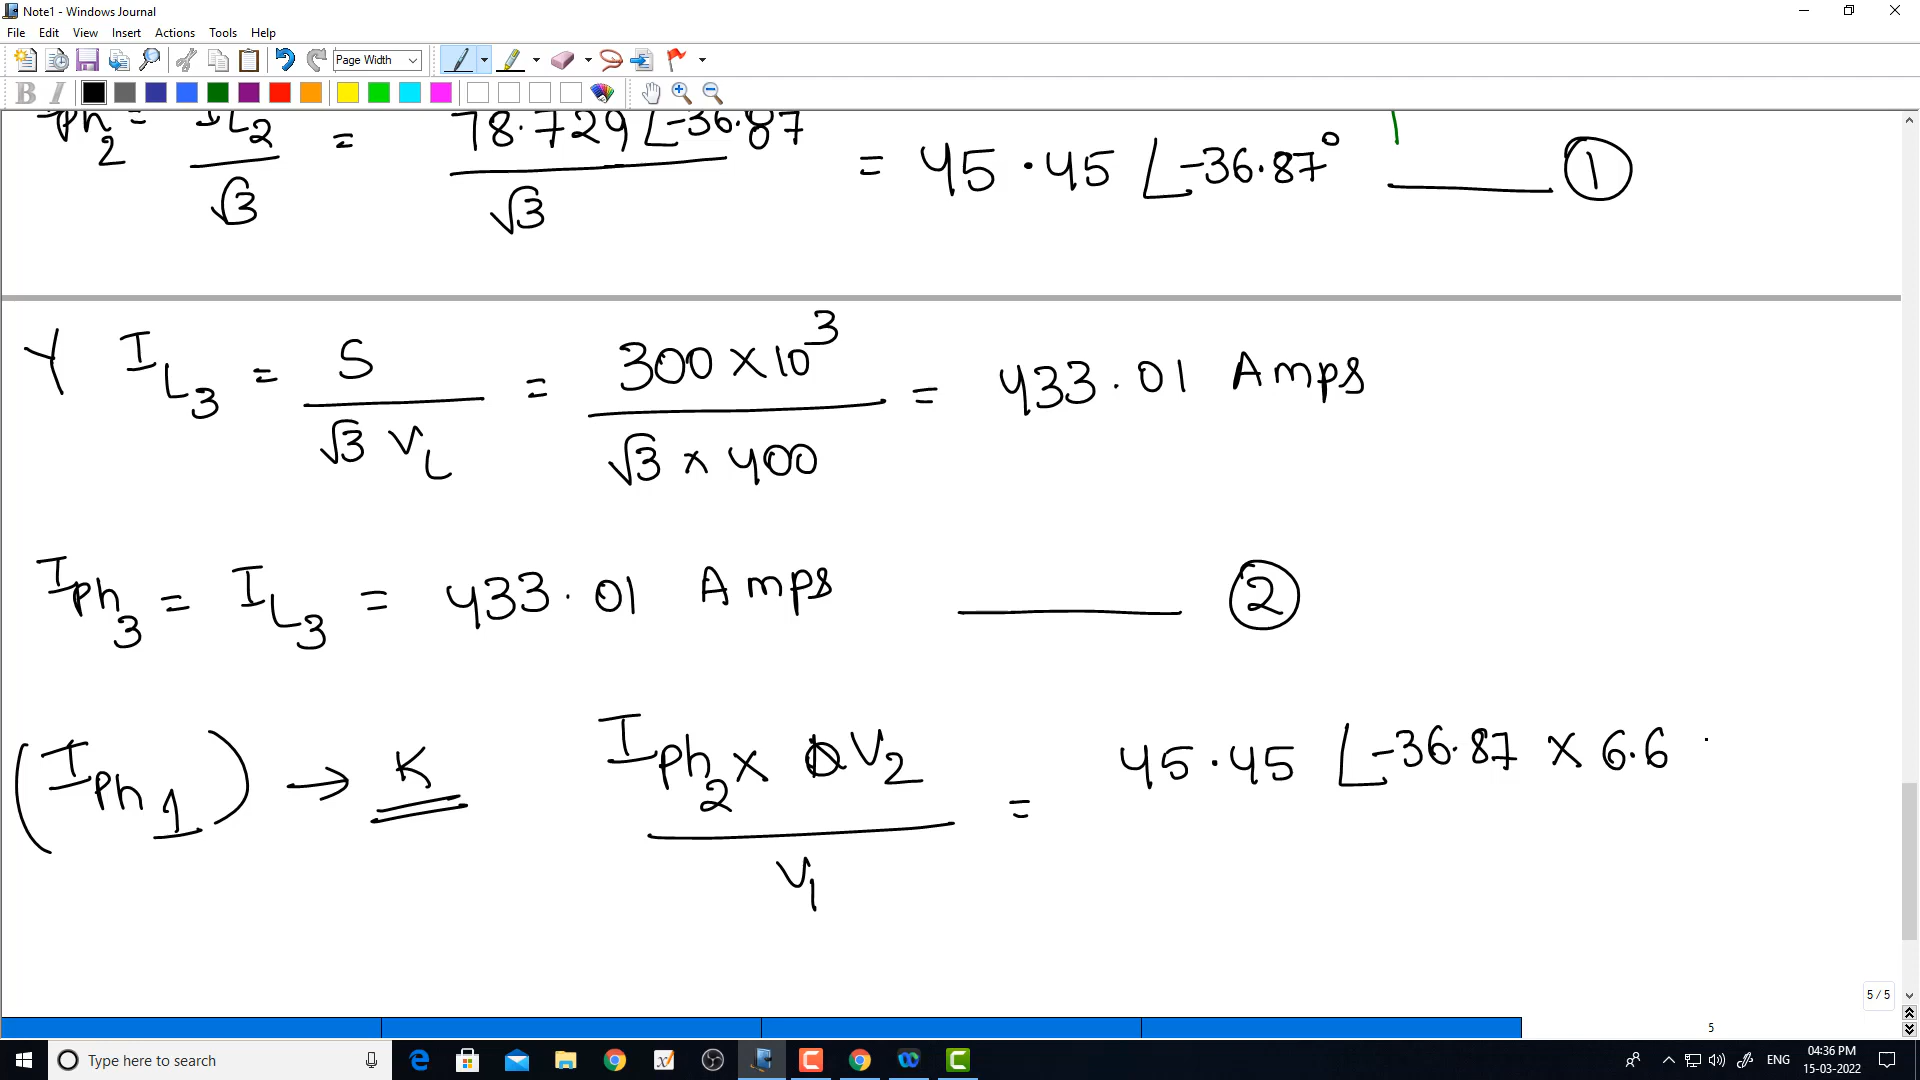 Note1 - Windows Journal
File Edit View Insert Actions Tools Help
Page Width
B I
Iph2 = IL2 / √3 = 78.729 ∠-36.87 / √3 = 45.45 ∠-36.87° ——— ①
Y IL3 = S / √3 VL = 300 × 10³ / √3 × 400 = 433.01 Amps
Iph3 = IL3 = 433.01 Amps ——— ②
(Iph1) → K Iph2 × V2 / V1 = 45.45 ∠-36.87 × 6.6
5 / 5
5
Type here to search
ENG
04:36 PM
15-03-2022